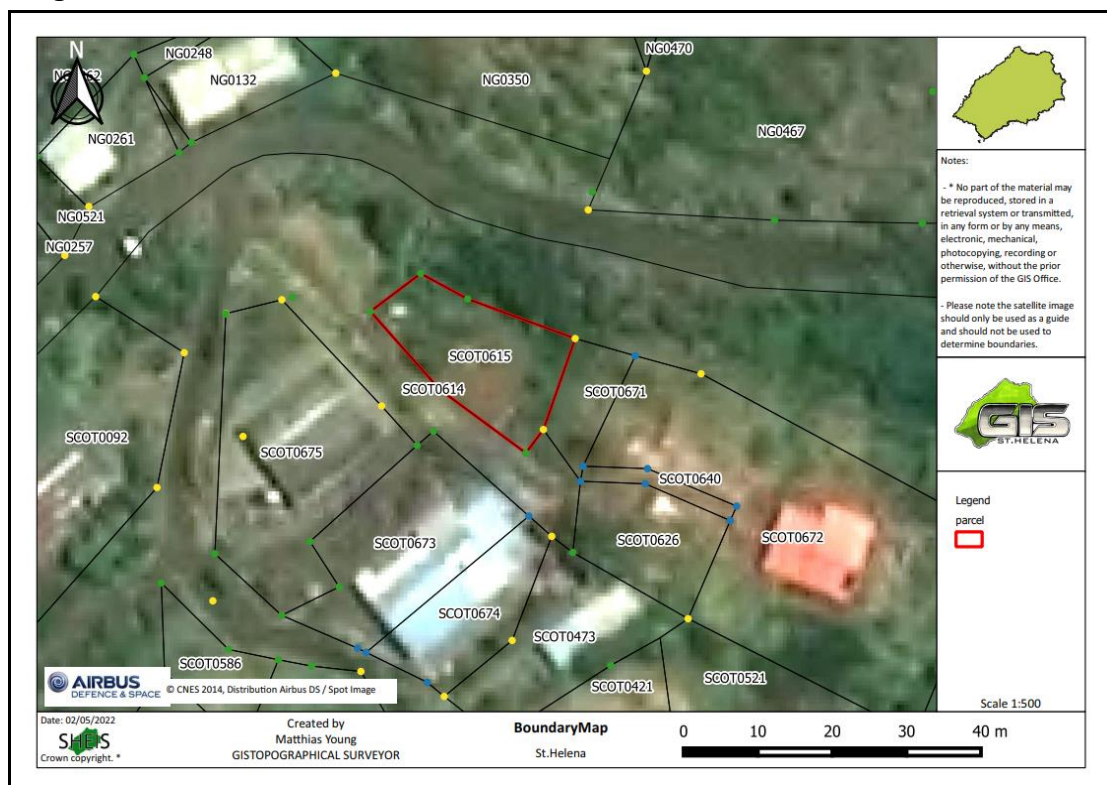 N
NG0248
NG0132
NG0261
NG0521
NG0257
NG0350
NG0470
NG0467
SCOT0615
SCOT0614
SCOT0671
SCOT0092
SCOT0675
SCOT0640
SCOT0673
SCOT0626
SCOT0672
SCOT0674
SCOT0473
SCOT0586
SCOT0421
SCOT0521
AIRBUS
DEFENCE & SPACE
© CNES 2014, Distribution Airbus DS / Spot Image
Notes:
- * No part of the material may
be reproduced, stored in a
retrieval system or transmitted,
in any form or by any means,
electronic, mechanical,
photocopying, recording or
otherwise, without the prior
permission of the GIS Office.
- Please note the satellite image
should only be used as a guide
and should not be used to
determine boundaries.
GIS
ST.HELENA
Legend
parcel
Scale 1:500
Date: 02/05/2022
SHEIS
Crown copyright. *
Created by
Matthias Young
GISTOPOGRAPHICAL SURVEYOR
BoundaryMap
St.Helena
0 10 20 30 40 m